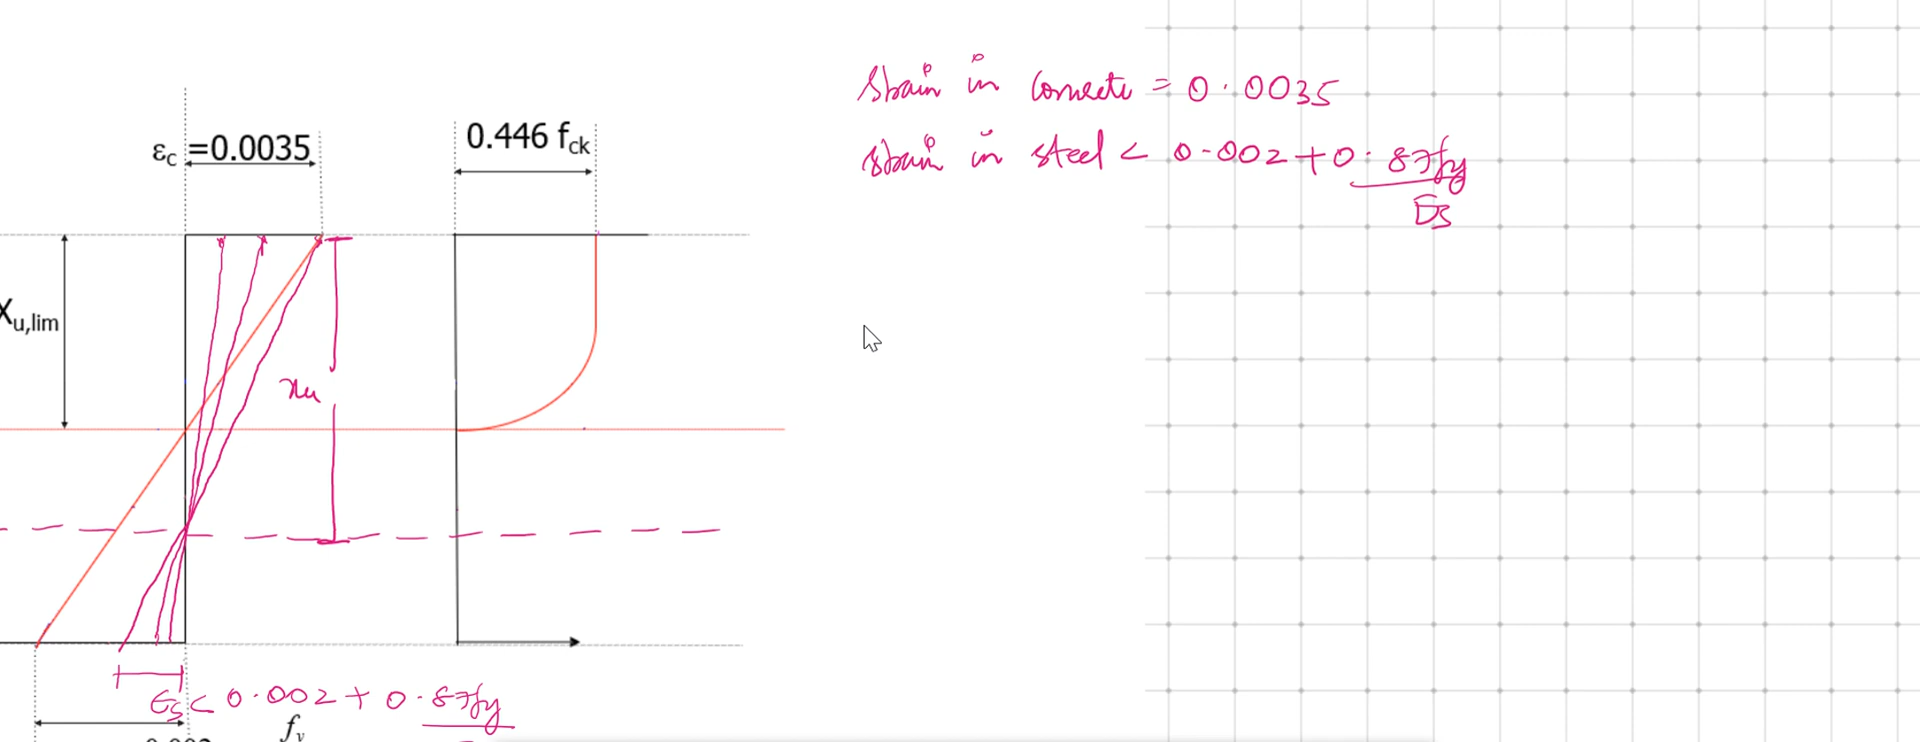 Strain in Concrete = 0.0035
εc =0.0035
0.446 fck
Strain in steel < 0.002 + 0.87fy
Es
Xu,lim
xu
Es < 0.002 + 0.87fy
fy